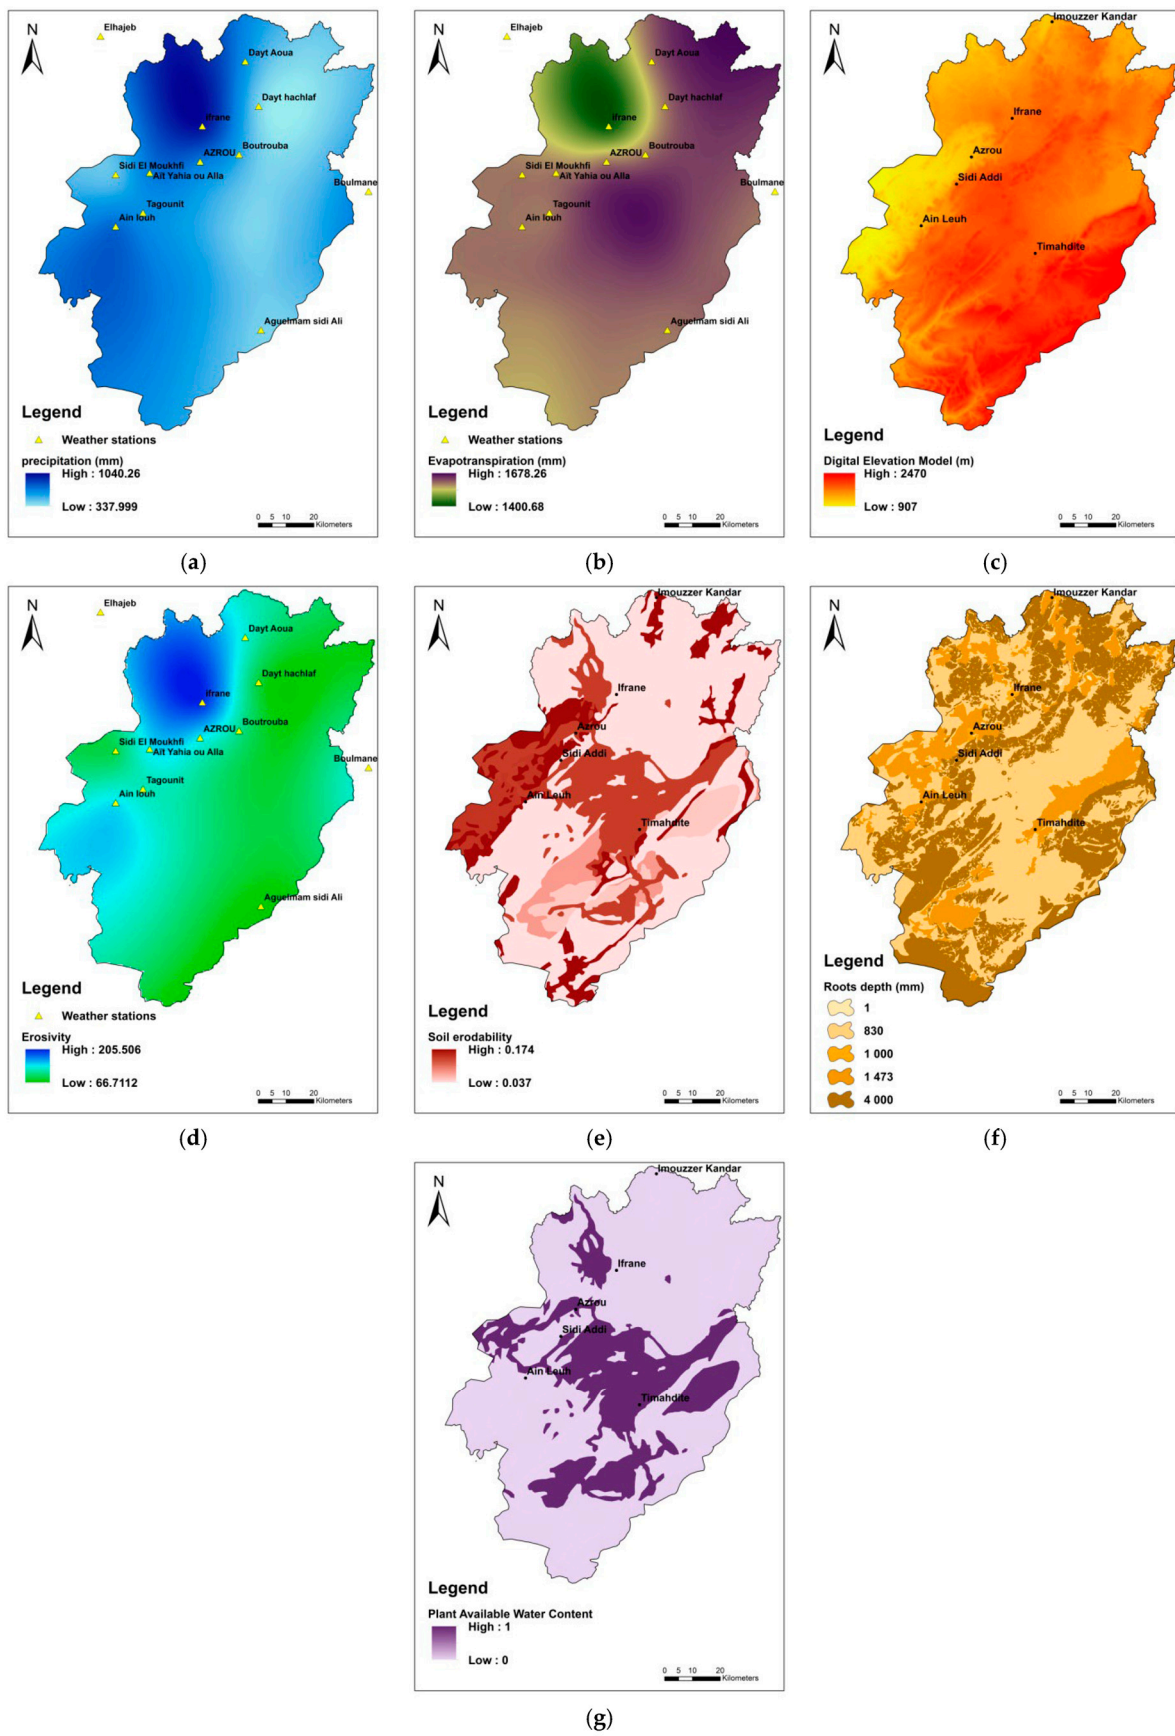 N
Elhajeb
Dayt Aoua
Dayt hachlaf
Ifrane
Boutrouba
AZROU
Sidi El Moukhfi
Aït Yahia ou Alla
Boulmane
Tagounit
Ain louh
Aguelmam sidi Ali
Legend
Weather stations
precipitation (mm)
High : 1040.26
Low : 337.999
0 5 10 20
Kilometers
(a)
N
Elhajeb
Dayt Aoua
Dayt hachlaf
Ifrane
Boutrouba
AZROU
Sidi El Moukhfi
Aït Yahia ou Alla
Boulmane
Tagounit
Ain louh
Aguelmam sidi Ali
Legend
Weather stations
Evapotranspiration (mm)
High : 1678.26
Low : 1400.68
0 5 10 20
Kilometers
(b)
N
Imouzzer Kandar
Ifrane
Azrou
Sidi Addi
Ain Leuh
Timahdite
Legend
Digital Elevation Model (m)
High : 2470
Low : 907
0 5 10 20
Kilometers
(c)
N
Elhajeb
Dayt Aoua
Dayt hachlaf
Ifrane
Boutrouba
AZROU
Sidi El Moukhfi
Aït Yahia ou Alla
Boulmane
Tagounit
Ain louh
Aguelmam sidi Ali
Legend
Weather stations
Erosivity
High : 205.506
Low : 66.7112
0 5 10 20
Kilometers
(d)
N
Imouzzer Kandar
Ifrane
Azrou
Sidi Addi
Ain Leuh
Timahdite
Legend
Soil erodability
High : 0.174
Low : 0.037
0 5 10 20
Kilometers
(e)
N
Imouzzer Kandar
Ifrane
Azrou
Sidi Addi
Ain Leuh
Timahdite
Legend
Roots depth (mm)
1
830
1 000
1 473
4 000
0 5 10 20
Kilometers
(f)
N
Imouzzer Kandar
Ifrane
Azrou
Sidi Addi
Ain Leuh
Timahdite
Legend
Plant Available Water Content
High : 1
Low : 0
0 5 10 20
Kilometers
(g)